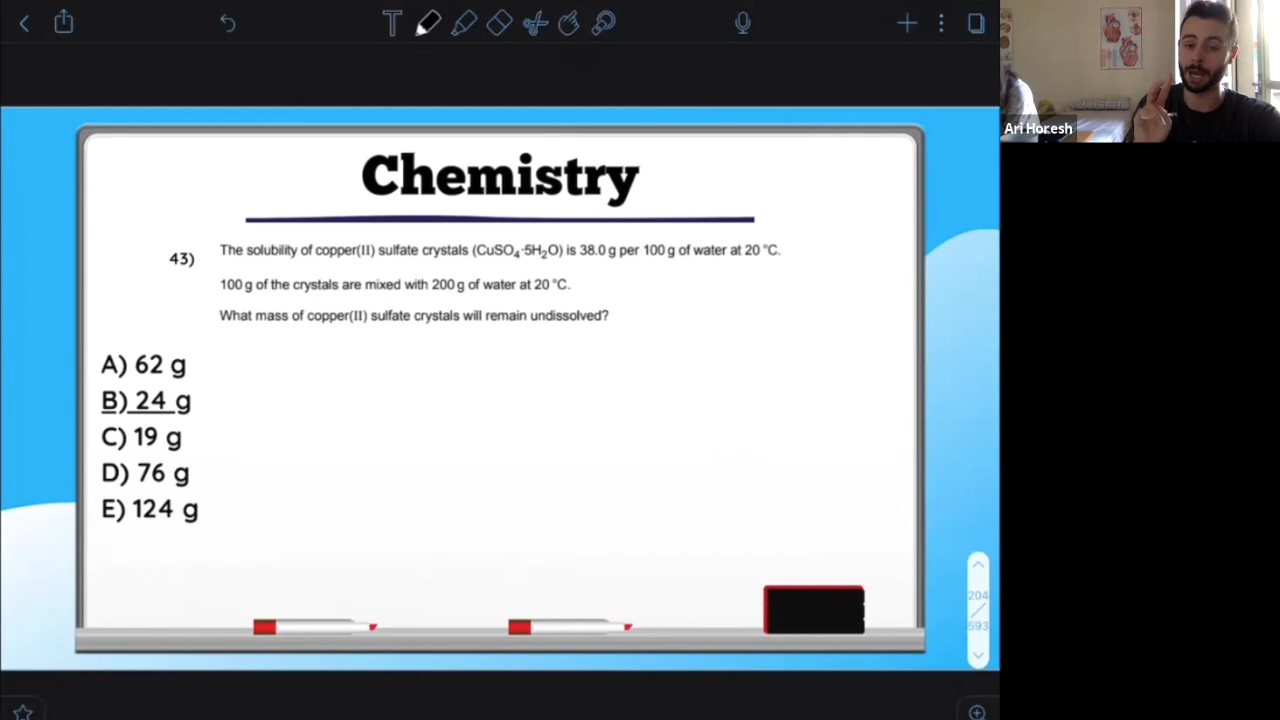 Ari Horesh
Chemistry
43)
The solubility of copper(II) sulfate crystals (CuSO₄·5H₂O) is 38.0 g per 100 g of water at 20 °C.
100 g of the crystals are mixed with 200 g of water at 20 °C.
What mass of copper(II) sulfate crystals will remain undissolved?
A) 62 g
B) 24 g
C) 19 g
D) 76 g
E) 124 g
204
593